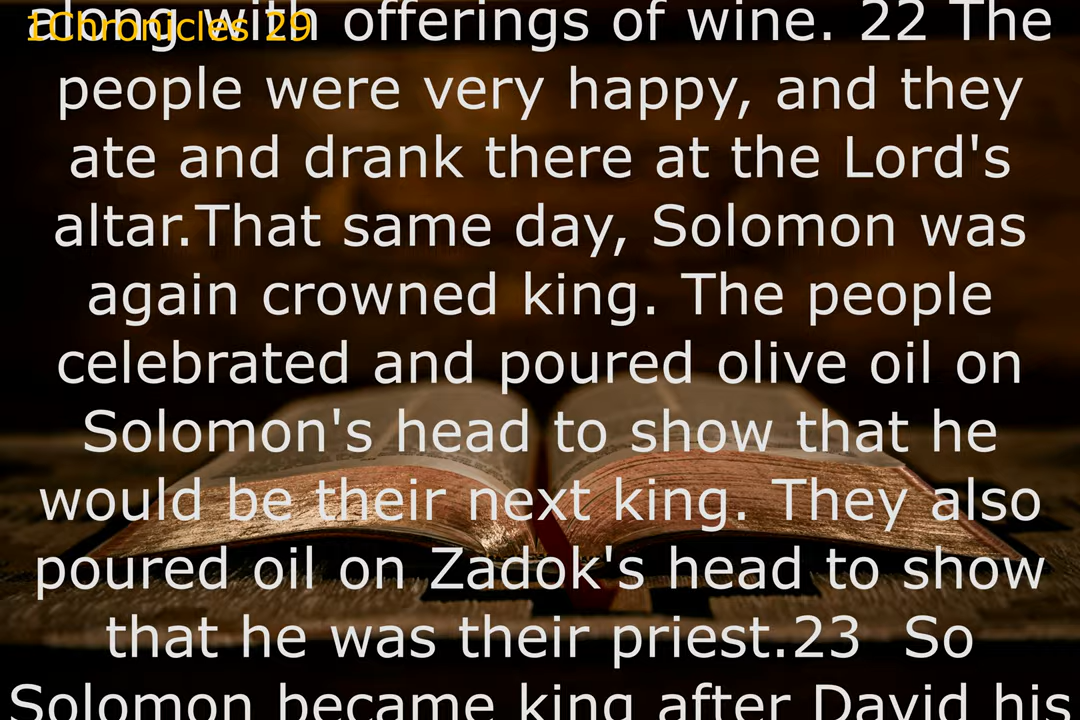 1Chronicles 29
along with offerings of wine. 22 The
people were very happy, and they
ate and drank there at the Lord's
altar.That same day, Solomon was
again crowned king. The people
celebrated and poured olive oil on
Solomon's head to show that he
would be their next king. They also
poured oil on Zadok's head to show
that he was their priest.23  So
Solomon became king after David his